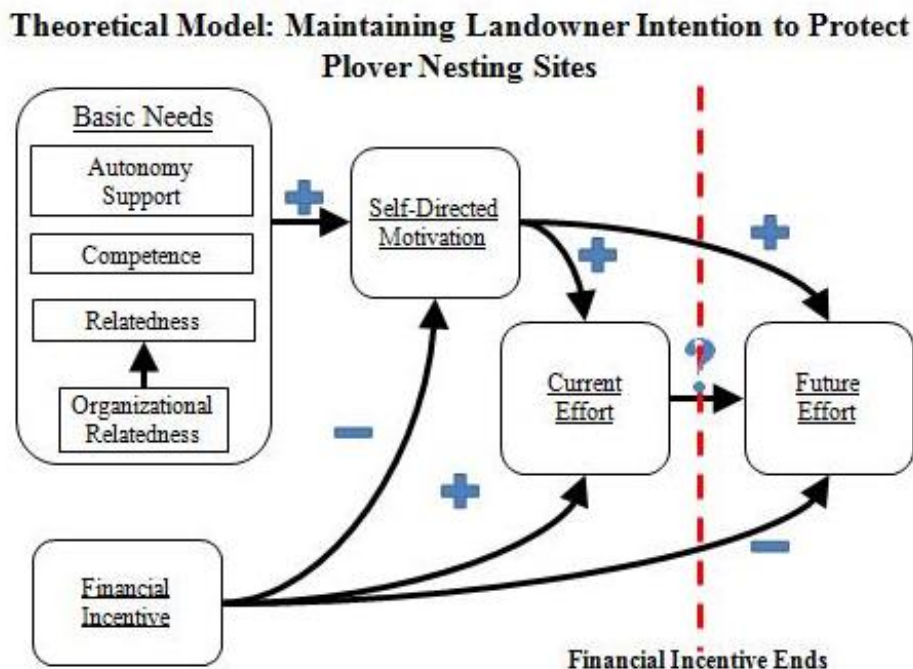 Theoretical Model: Maintaining Landowner Intention to Protect
Plover Nesting Sites
Basic Needs
Autonomy
Support
Competence
Relatedness
Organizational
Relatedness
Self-Directed
Motivation
Current
Effort
?
Future
Effort
Financial
Incentive
Financial Incentive Ends